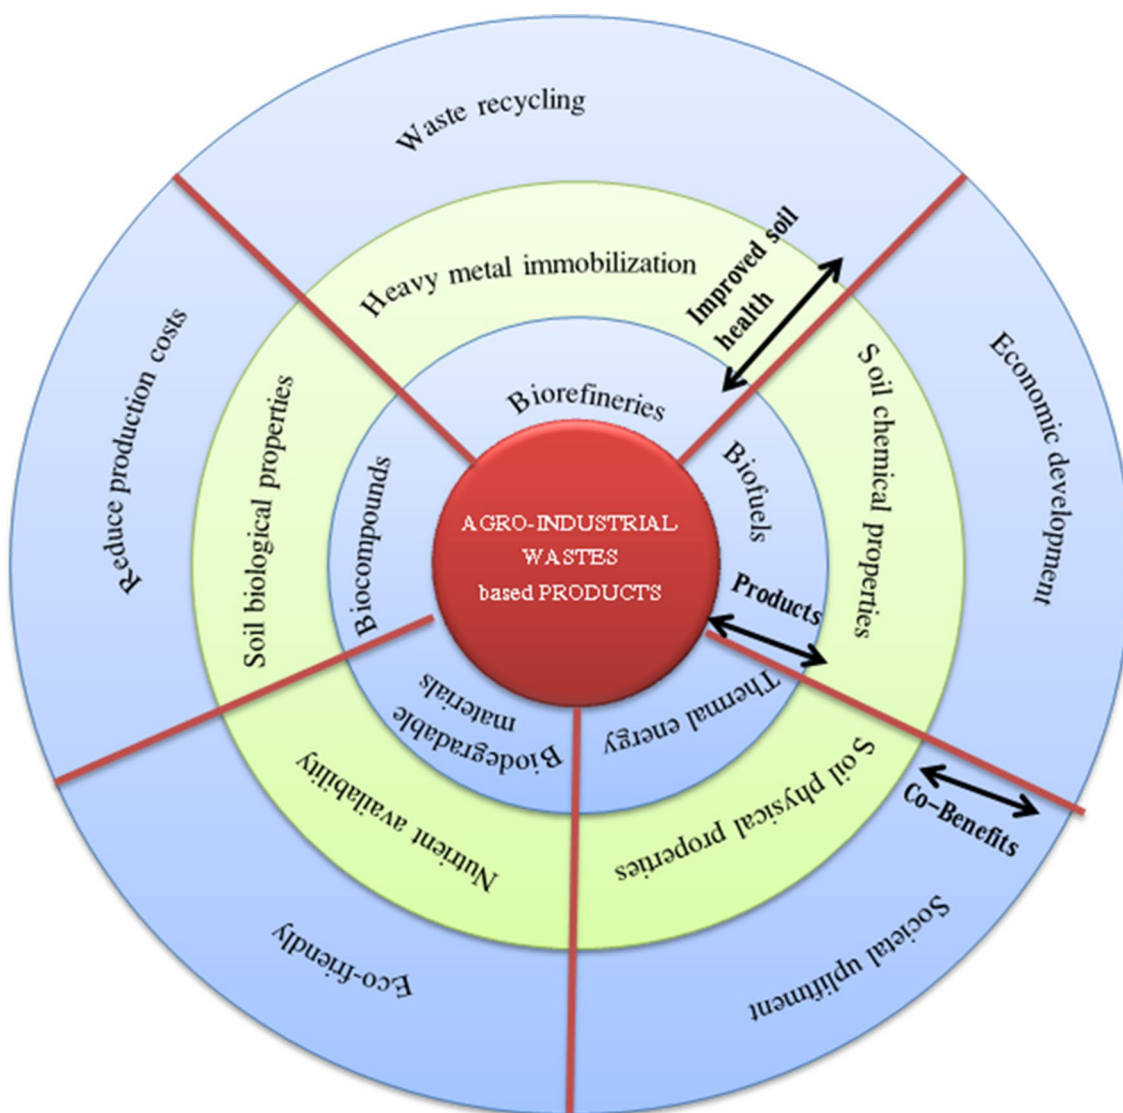 Waste recycling
Heavy metal immobilization
Improved soil
health
Biorefineries
Economic development
Soil chemical properties
Biofuels
Products
Reduce production costs
Soil biological properties
Biocompounds
AGRO-INDUSTRIAL
WASTES
based PRODUCTS
Thermal energy
Soil physical properties
Co-Benefits
Societal upliftment
Biodegradable
materials
Nutrient availability
Eco-friendly